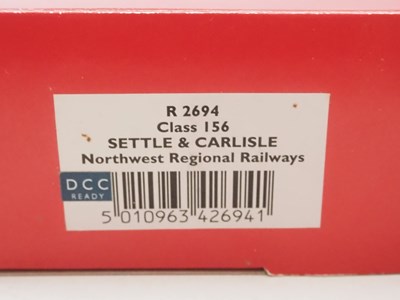 R 2694
Class 156
SETTLE & CARLISLE
Northwest Regional Railways
DCC
READY
5 010963 426941